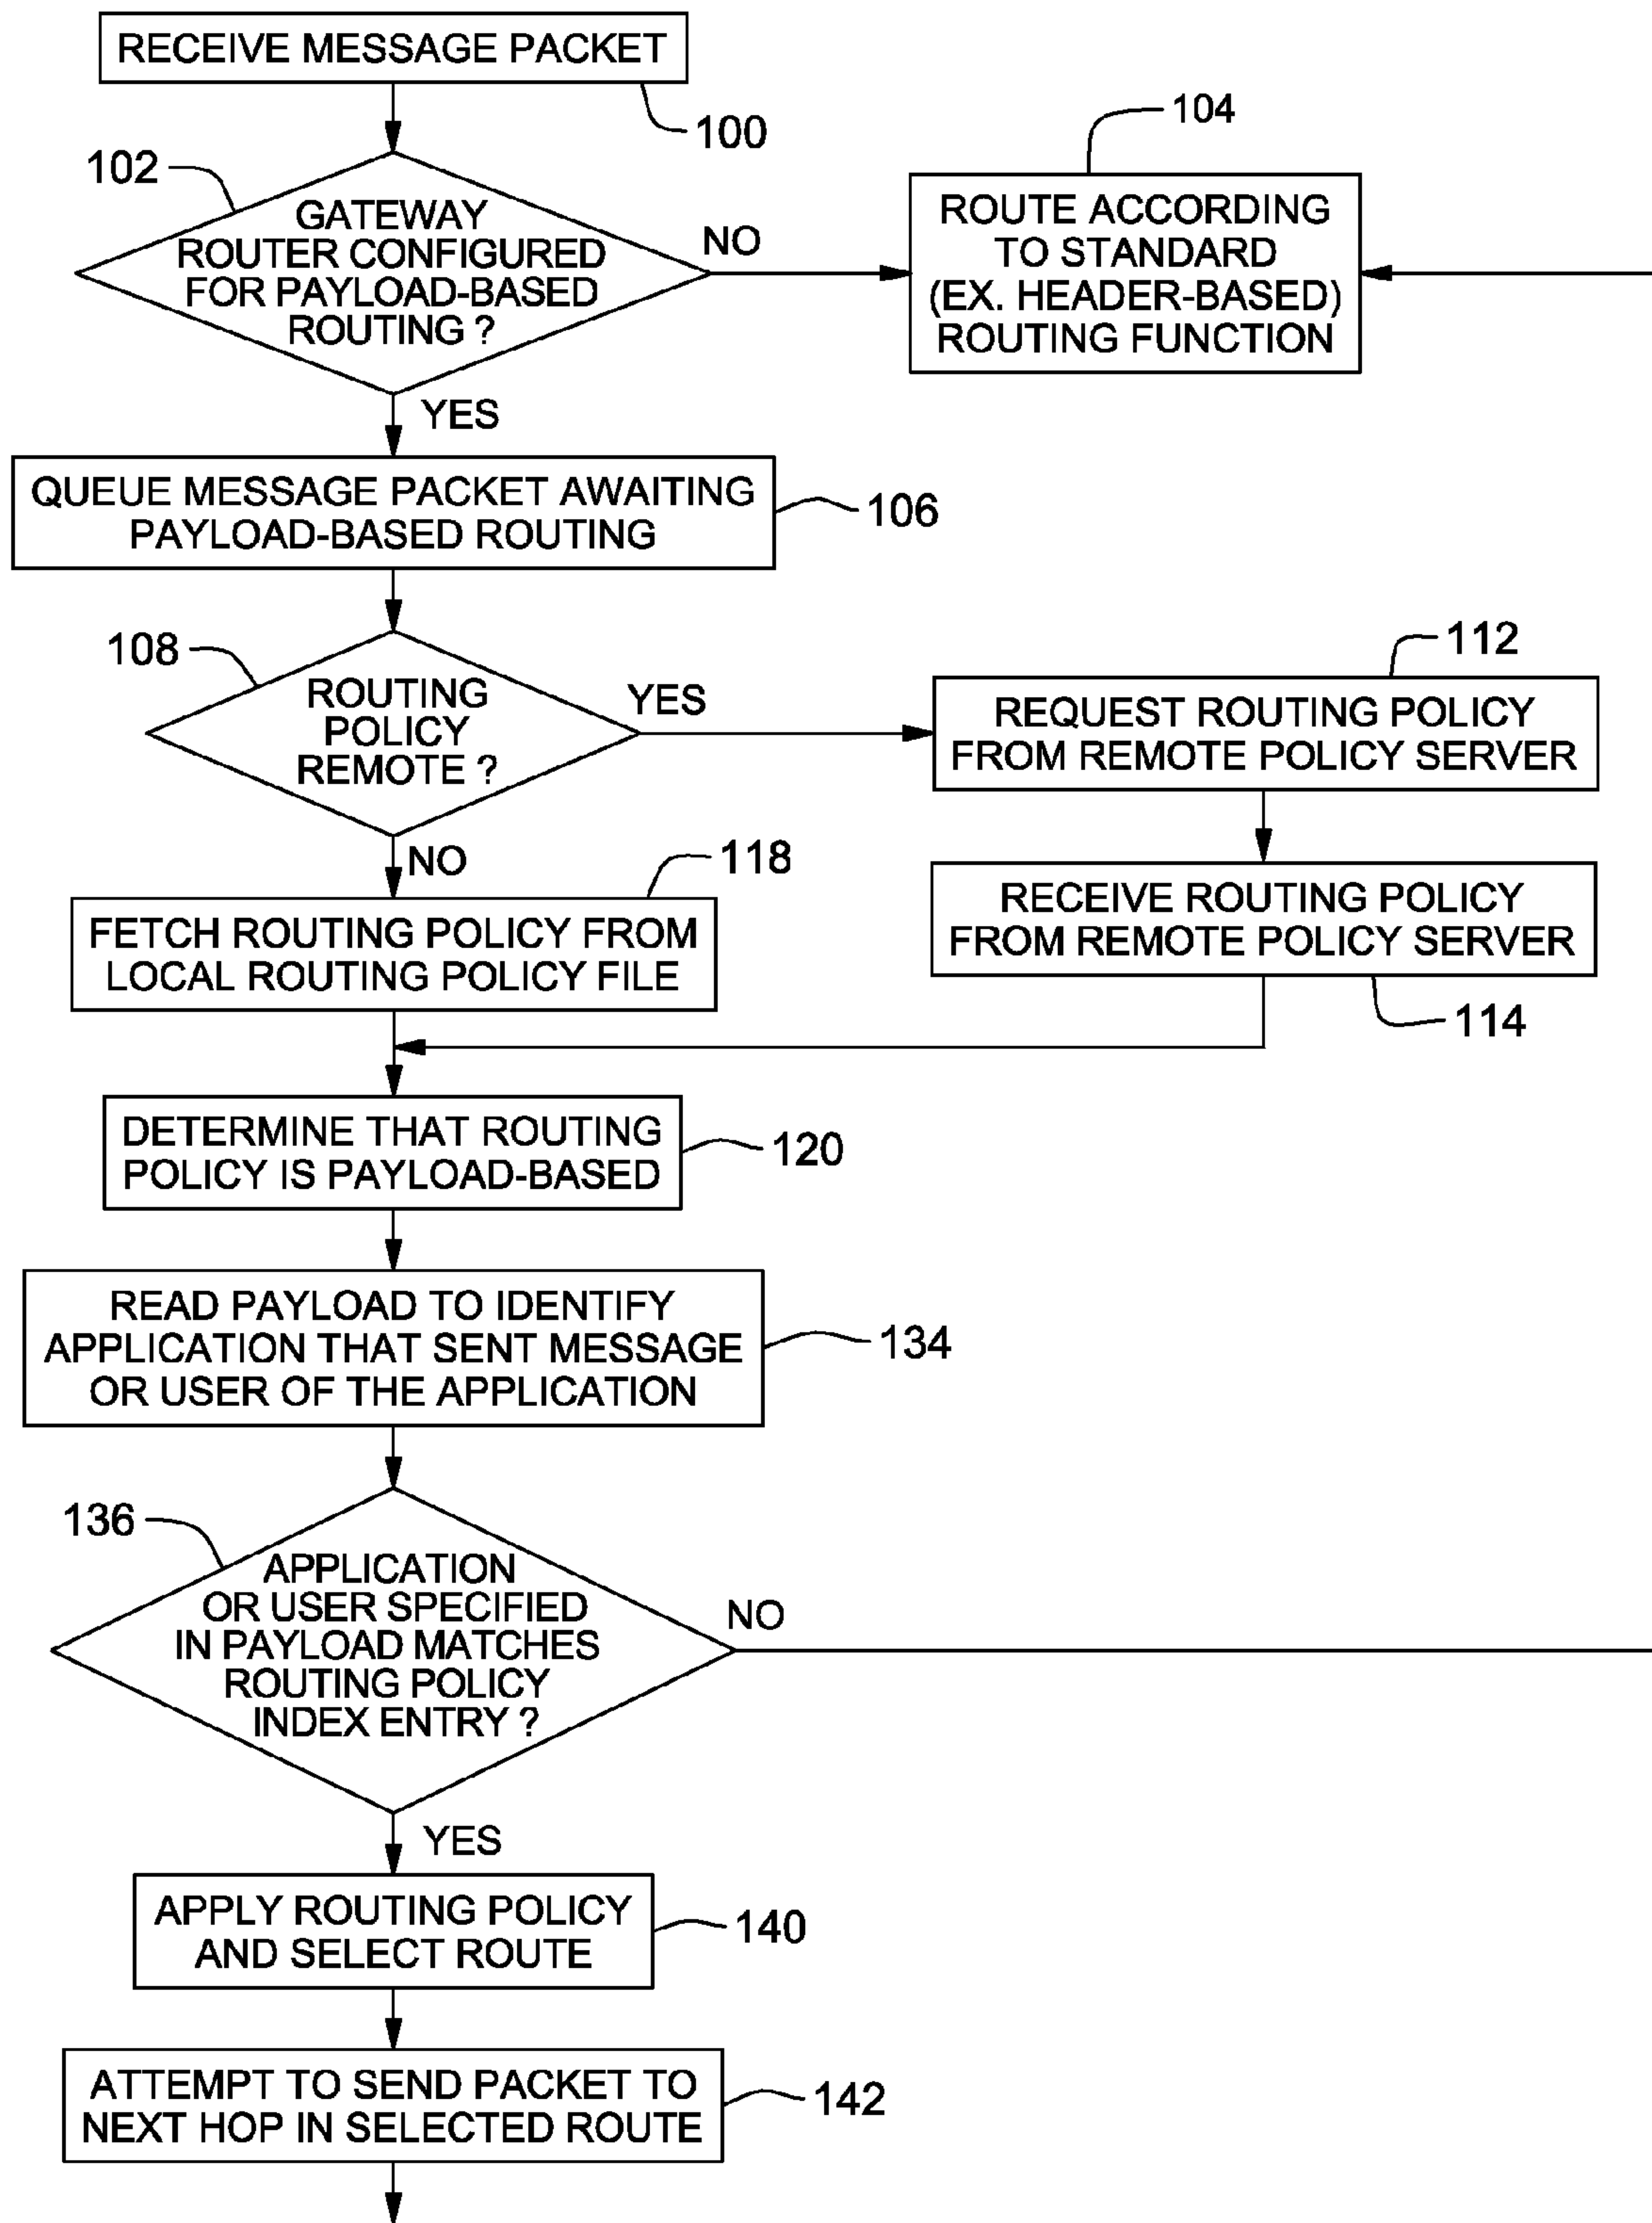 RECEIVE MESSAGE PACKET
100
102
GATEWAY
ROUTER CONFIGURED
FOR PAYLOAD-BASED
ROUTING ?
NO
104
ROUTE ACCORDING
TO STANDARD
(EX. HEADER-BASED)
ROUTING FUNCTION
YES
QUEUE MESSAGE PACKET AWAITING
PAYLOAD-BASED ROUTING
106
108
ROUTING
POLICY
REMOTE ?
YES
112
REQUEST ROUTING POLICY
FROM REMOTE POLICY SERVER
NO
118
FETCH ROUTING POLICY FROM
LOCAL ROUTING POLICY FILE
RECEIVE ROUTING POLICY
FROM REMOTE POLICY SERVER
114
DETERMINE THAT ROUTING
POLICY IS PAYLOAD-BASED
120
READ PAYLOAD TO IDENTIFY
APPLICATION THAT SENT MESSAGE
OR USER OF THE APPLICATION
134
136
APPLICATION
OR USER SPECIFIED
IN PAYLOAD MATCHES
ROUTING POLICY
INDEX ENTRY ?
NO
YES
APPLY ROUTING POLICY
AND SELECT ROUTE
140
ATTEMPT TO SEND PACKET TO
NEXT HOP IN SELECTED ROUTE
142